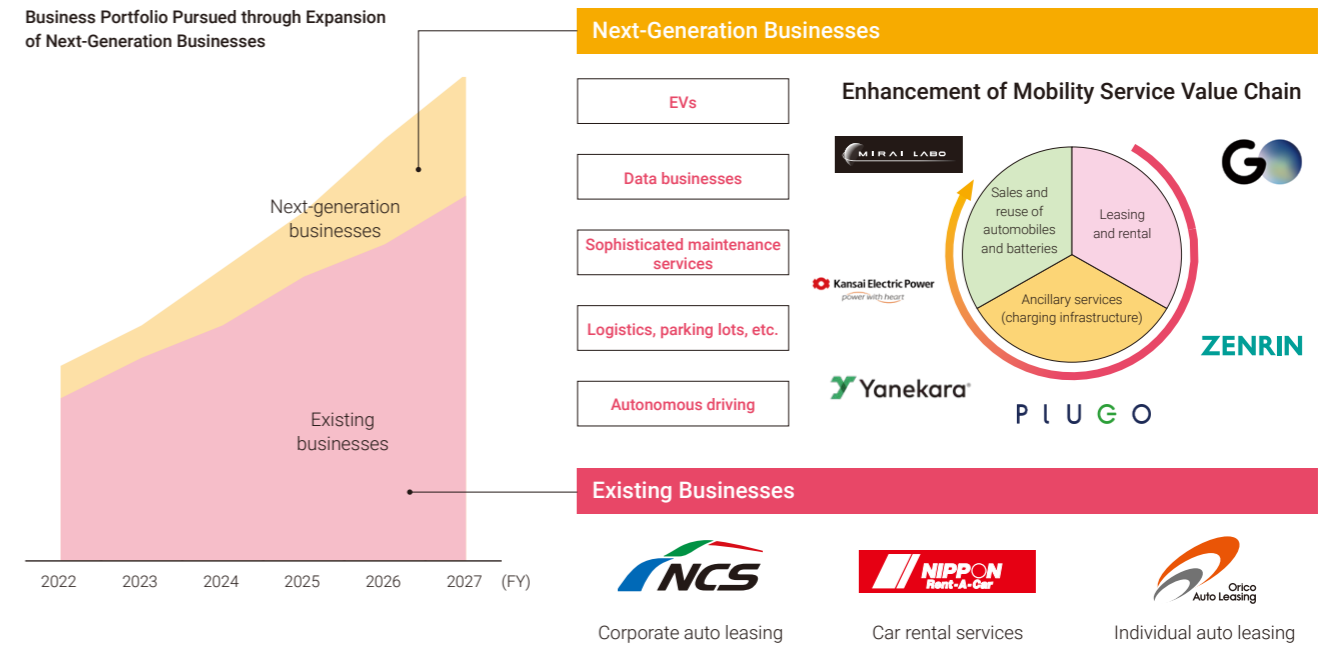 Business Portfolio Pursued through Expansion
of Next-Generation Businesses
Next-generation
businesses
Existing
businesses
2022
2023
2024
2025
2026
2027
(FY)
Next-Generation Businesses
EVs
Data businesses
Sophisticated maintenance
services
Logistics, parking lots, etc.
Autonomous driving
Enhancement of Mobility Service Value Chain
MIRAI LABO
GO
Sales and
reuse of
automobiles
and batteries
Leasing
and rental
Ancillary services
(charging infrastructure)
Kansai Electric Power
power with heart
ZENRIN
Yanekara
PLUGO
Existing Businesses
NCS
Corporate auto leasing
NIPPON
Rent-A-Car
Car rental services
Orico
Auto Leasing
Individual auto leasing